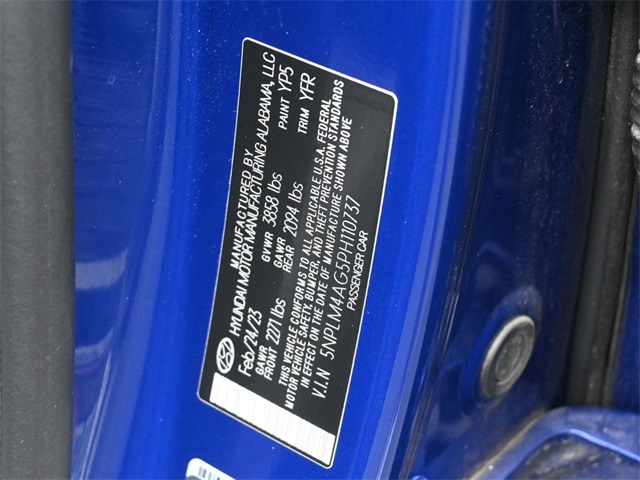 MANUFACTURED BY
HYUNDAI MOTOR MANUFACTURING ALABAMA, LLC
Feb/24/23 GVWR 3858 lbs PAINT YP5
GAWR FRONT 2271 lbs GAWR REAR 2094 lbs TRIM YFR
THIS VEHICLE CONFORMS TO ALL APPLICABLE U.S.A. FEDERAL
MOTOR VEHICLE SAFETY, BUMPER, AND THEFT PREVENTION STANDARDS
IN EFFECT ON THE DATE OF MANUFACTURE SHOWN ABOVE
V.I.N 5NPLM4AG5PH110737
PASSENGER CAR